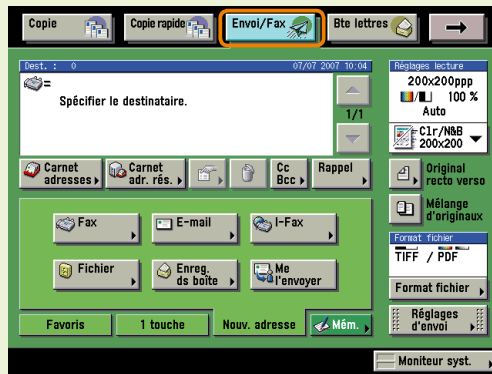 Copie
Copie rapide
Envoi/Fax
Bte lettres
Dest. : 0
07/07 2007 10:04
Spécifier le destinataire.
1/1
Réglages lecture
200x200ppp
100 %
Auto
Clr/N&B
200x200
Carnet
adresses
Carnet
adr. rés.
Cc
Bcc
Rappel
Original
recto verso
Mélange
d'originaux
Fax
E-mail
I-Fax
Fichier
Enreg.
ds boîte
Me
l'envoyer
Format fichier
TIFF / PDF
Format fichier
Réglages
d'envoi
Favoris
1 touche
Nouv. adresse
Mém.
Moniteur syst.